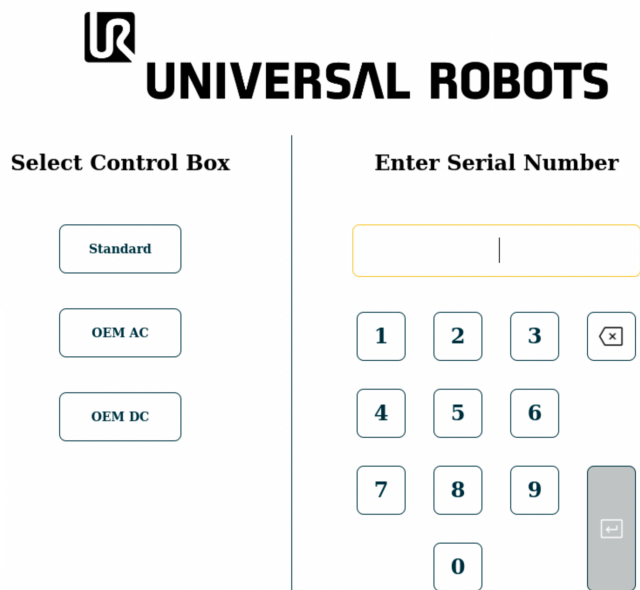 UR
UNIVERSAL ROBOTS
Select Control Box
Enter Serial Number
Standard
OEM AC
OEM DC
1 2 3
4 5 6
7 8 9
0